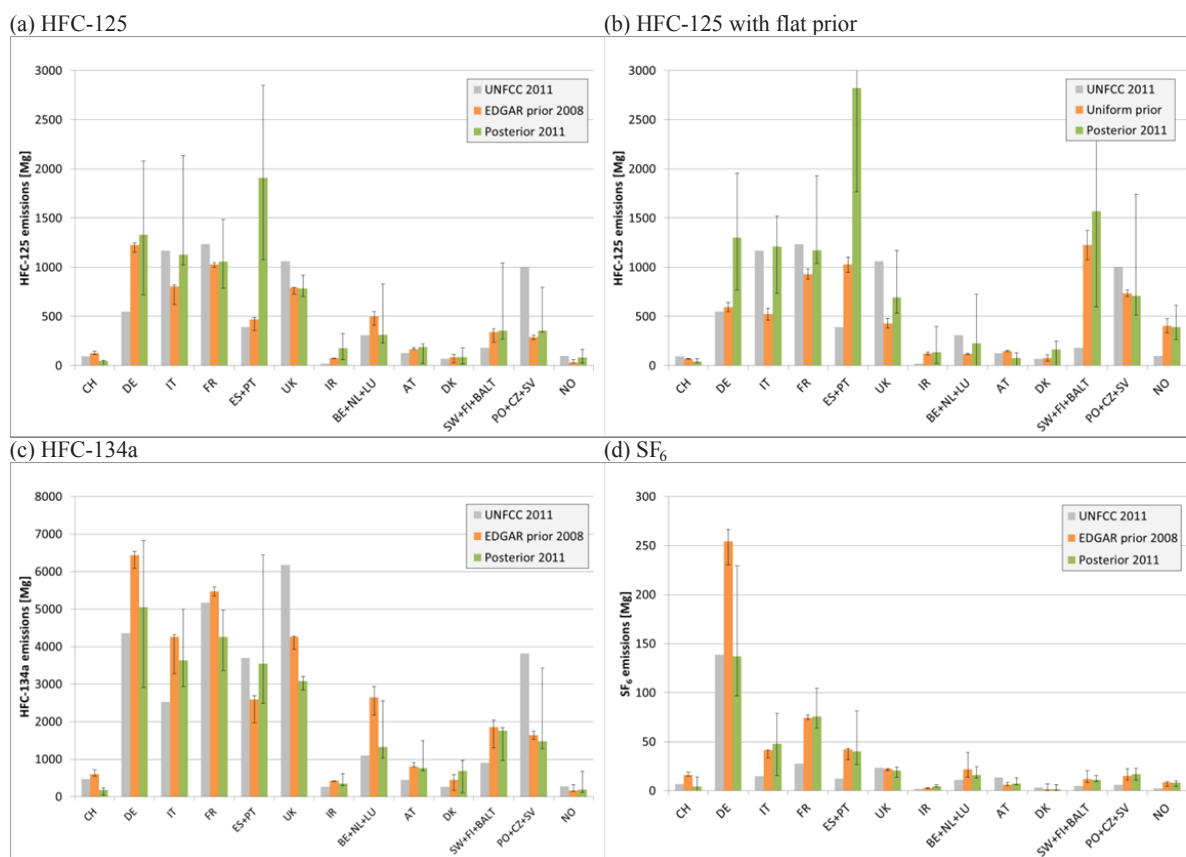 (a) HFC-125
(b) HFC-125 with flat prior
3000
2500
2000
1500
1000
500
0
HFC-125 emissions [Mg]
UNFCC 2011
EDGAR prior 2008
Posterior 2011
CH
DE
IT
FR
ES+PT
UK
IR
BE+NL+LU
AT
DK
SW+FI+BALT
PO+CZ+SV
NO
3000
2500
2000
1500
1000
500
0
HFC-125 emissions [Mg]
UNFCC 2011
Uniform prior
Posterior 2011
CH
DE
IT
FR
ES+PT
UK
IR
BE+NL+LU
AT
DK
SW+FI+BALT
PO+CZ+SV
NO
(c) HFC-134a
(d) SF₆
8000
7000
6000
5000
4000
3000
2000
1000
0
HFC-134a emissions [Mg]
UNFCC 2011
EDGAR prior 2008
Posterior 2011
CH
DE
IT
FR
ES+PT
UK
IR
BE+NL+LU
AT
DK
SW+FI+BALT
PO+CZ+SV
NO
300
250
200
150
100
50
0
SF₆ emissions [Mg]
UNFCC 2011
EDGAR prior 2008
Posterior 2011
CH
DE
IT
FR
ES+PT
UK
IR
BE+NL+LU
AT
DK
SW+FI+BALT
PO+CZ+SV
NO